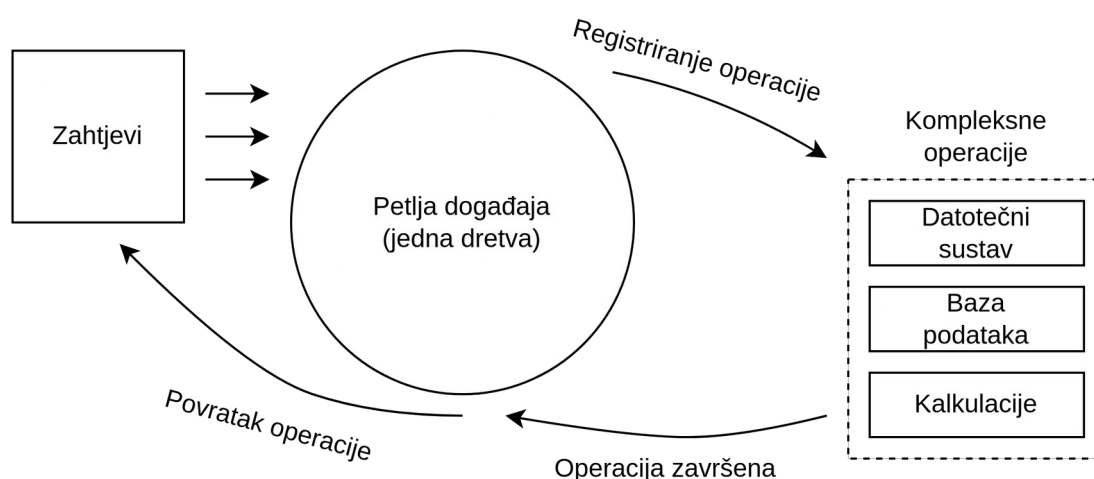 Zahtjevi
Petlja događaja
(jedna dretva)
Registriranje operacije
Kompleksne
operacije
Datotečni
sustav
Baza
podataka
Kalkulacije
Operacija završena
Povratak operacije